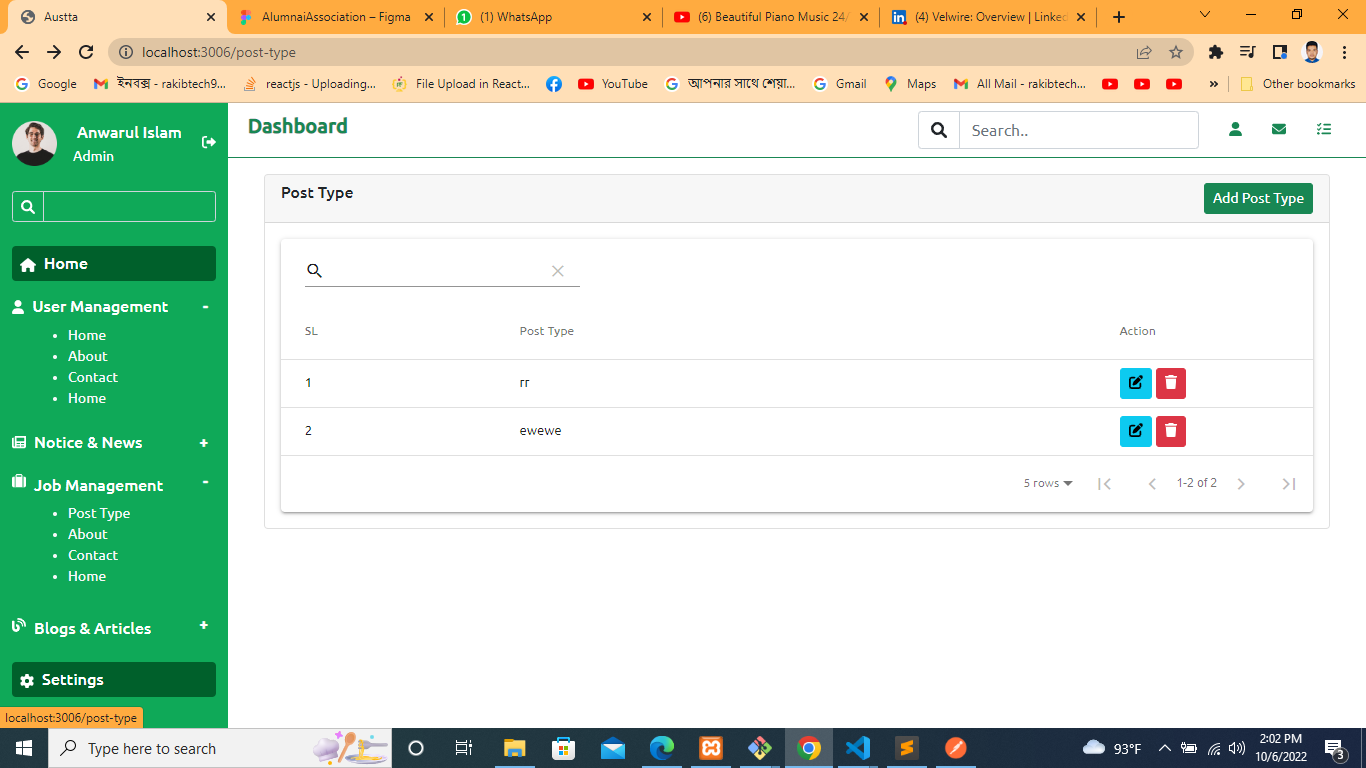 Austta
AlumnaiAssociation – Figma
(1) WhatsApp
(6) Beautiful Piano Music 24/
(4) Velwire: Overview | Linked
localhost:3006/post-type
Google
ইনবক্স - rakibtech9...
reactjs - Uploading...
File Upload in React...
YouTube
আপনার সাথে শেয়া...
Gmail
Maps
All Mail - rakibtech...
»
Other bookmarks
Anwarul Islam
Admin
Dashboard
Search..
Post Type
Add Post Type
Home
User Management -
• Home
• About
• Contact
• Home
Notice & News +
Job Management -
• Post Type
• About
• Contact
• Home
Blogs & Articles +
Settings
SL Post Type Action
1 rr
2 ewewe
5 rows 1-2 of 2
localhost:3006/post-type
Type here to search
93°F
2:02 PM
10/6/2022
3